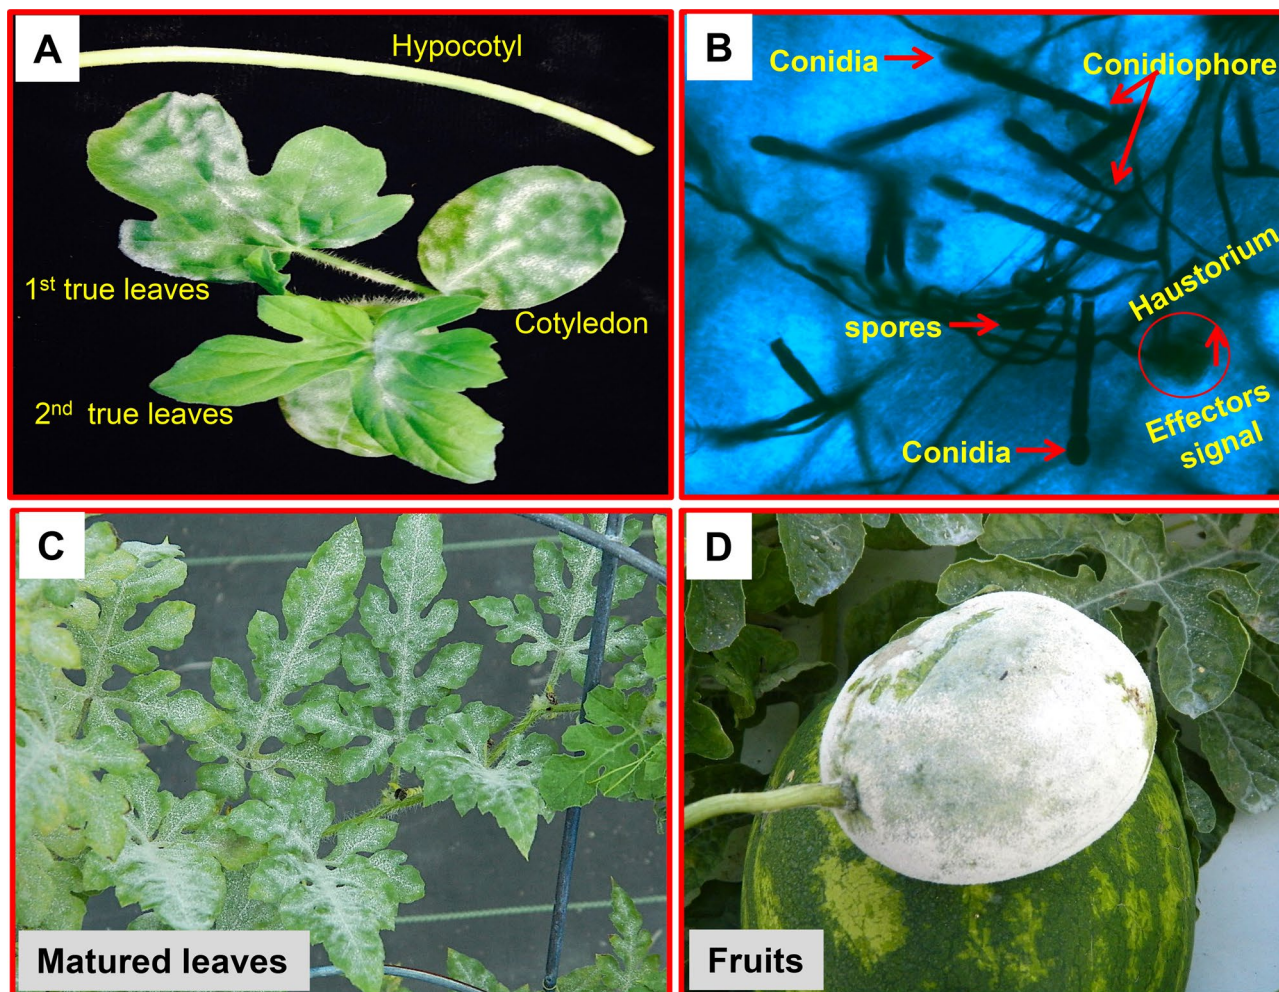 A
Hypocotyl
1st true leaves
Cotyledon
2nd true leaves
B
Conidia
Conidiophore
Haustorium
spores
Effectors
signal
Conidia
C
Matured leaves
D
Fruits